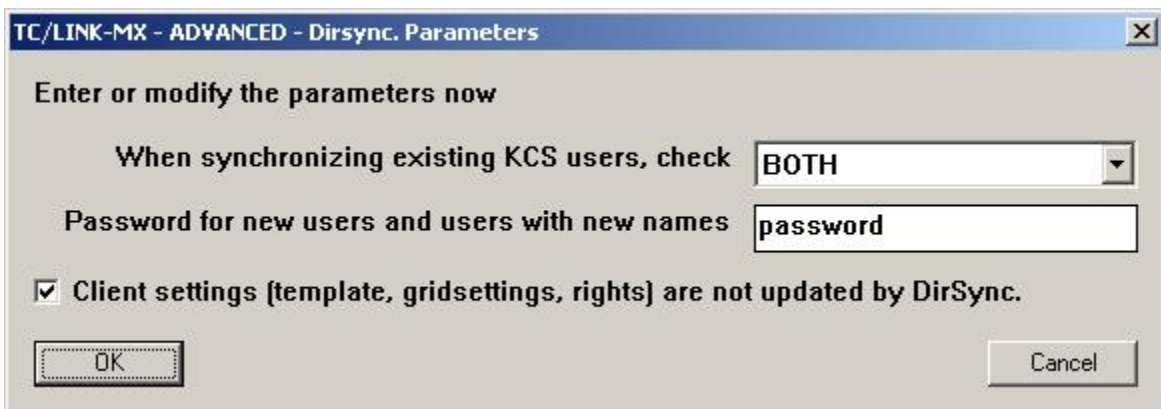 TC/LINK-MX - ADVANCED - Dirsync. Parameters
Enter or modify the parameters now
When synchronizing existing KCS users, check BOTH
Password for new users and users with new names password
Client settings (template, gridsettings, rights) are not updated by DirSync.
OK Cancel